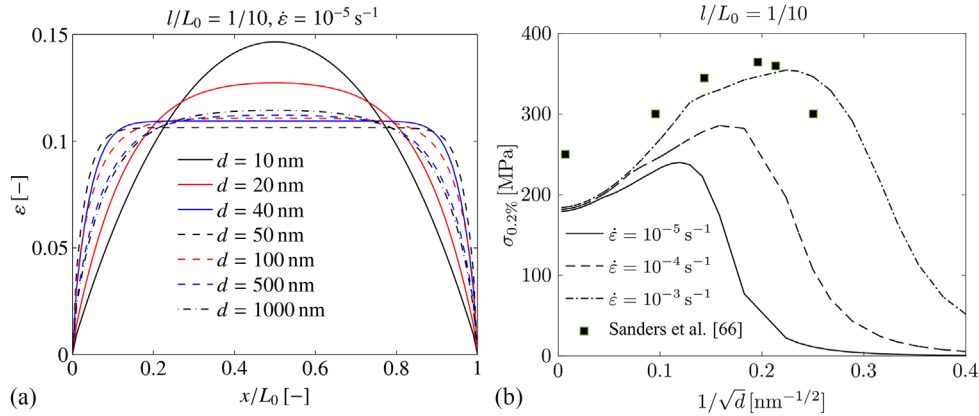 l/L₀ = 1/10, ε̇ = 10⁻⁵ s⁻¹
0.15
0.1
0.05
0
ε [–]
d = 10 nm
d = 20 nm
d = 40 nm
d = 50 nm
d = 100 nm
d = 500 nm
d = 1000 nm
0 0.2 0.4 0.6 0.8 1
x/L₀ [–]
(a)
l/L₀ = 1/10
400
300
200
100
0
σ₀.₂% [MPa]
ε̇ = 10⁻⁵ s⁻¹
ε̇ = 10⁻⁴ s⁻¹
ε̇ = 10⁻³ s⁻¹
Sanders et al. [66]
0 0.1 0.2 0.3 0.4
1/√d [nm⁻¹/²]
(b)